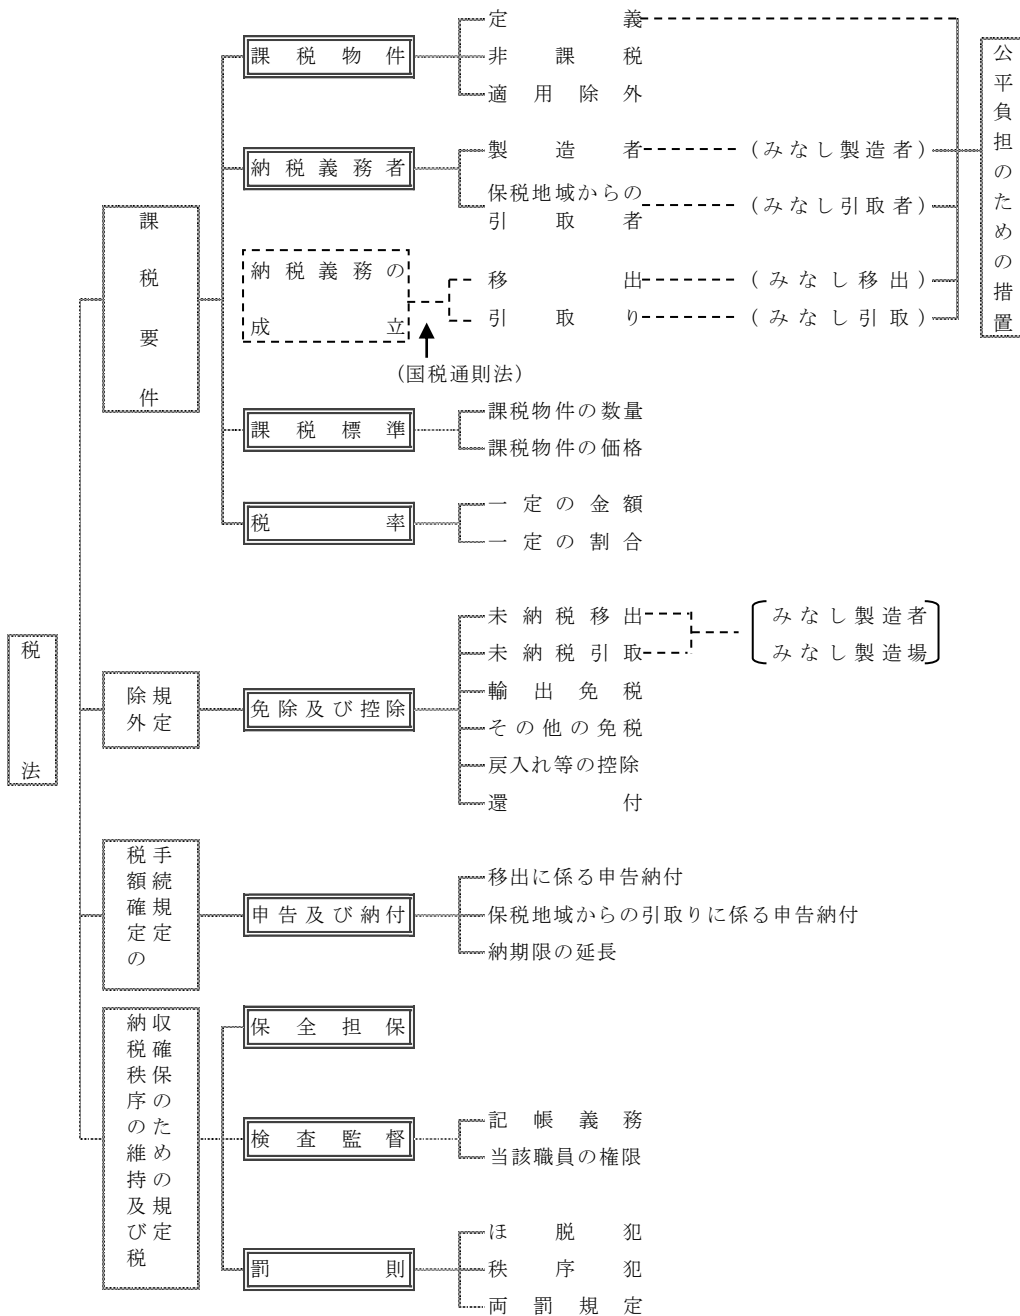 税法
課税要件
課税物件
定義
非課税
適用除外
納税義務者
製造者
(みなし製造者)
保税地域からの
引取者
(みなし引取者)
納税義務の
成立
移出
(みなし移出)
引取り
(みなし引取)
(国税通則法)
公平負担のための措置
課税標準
課税物件の数量
課税物件の価格
税率
一定の金額
一定の割合
除外
規定
免除及び控除
未納税移出
未納税引取
みなし製造者
みなし製造場
輸出免税
その他の免税
戻入れ等の控除
還付
税額確定の
手続規定
申告及び納付
移出に係る申告納付
保税地域からの引取りに係る申告納付
納期限の延長
納税秩序の維持及び税
収確保のための規定
保全担保
検査監督
記帳義務
当該職員の権限
罰則
ほ脱犯
秩序犯
両罰規定